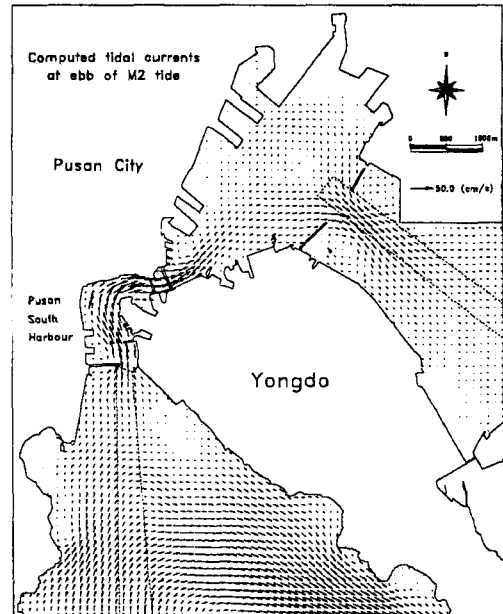 Computed tidal currents
at ebb of M2 tide
N
0 500 1000m
50.0 (cm/s)
Pusan City
Pusan
South
Harbour
Yongdo